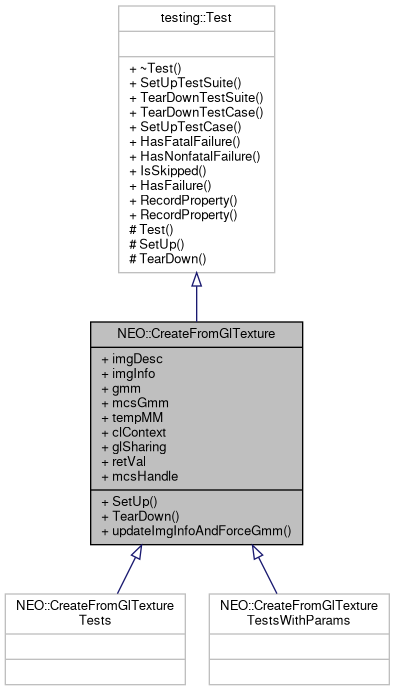 testing::Test
+ ~Test()
+ SetUpTestSuite()
+ TearDownTestSuite()
+ TearDownTestCase()
+ SetUpTestCase()
+ HasFatalFailure()
+ HasNonfatalFailure()
+ IsSkipped()
+ HasFailure()
+ RecordProperty()
+ RecordProperty()
# Test()
# SetUp()
# TearDown()
NEO::CreateFromGlTexture
+ imgDesc
+ imgInfo
+ gmm
+ mcsGmm
+ tempMM
+ clContext
+ glSharing
+ retVal
+ mcsHandle
+ SetUp()
+ TearDown()
+ updateImgInfoAndForceGmm()
NEO::CreateFromGlTexture
Tests
NEO::CreateFromGlTexture
TestsWithParams